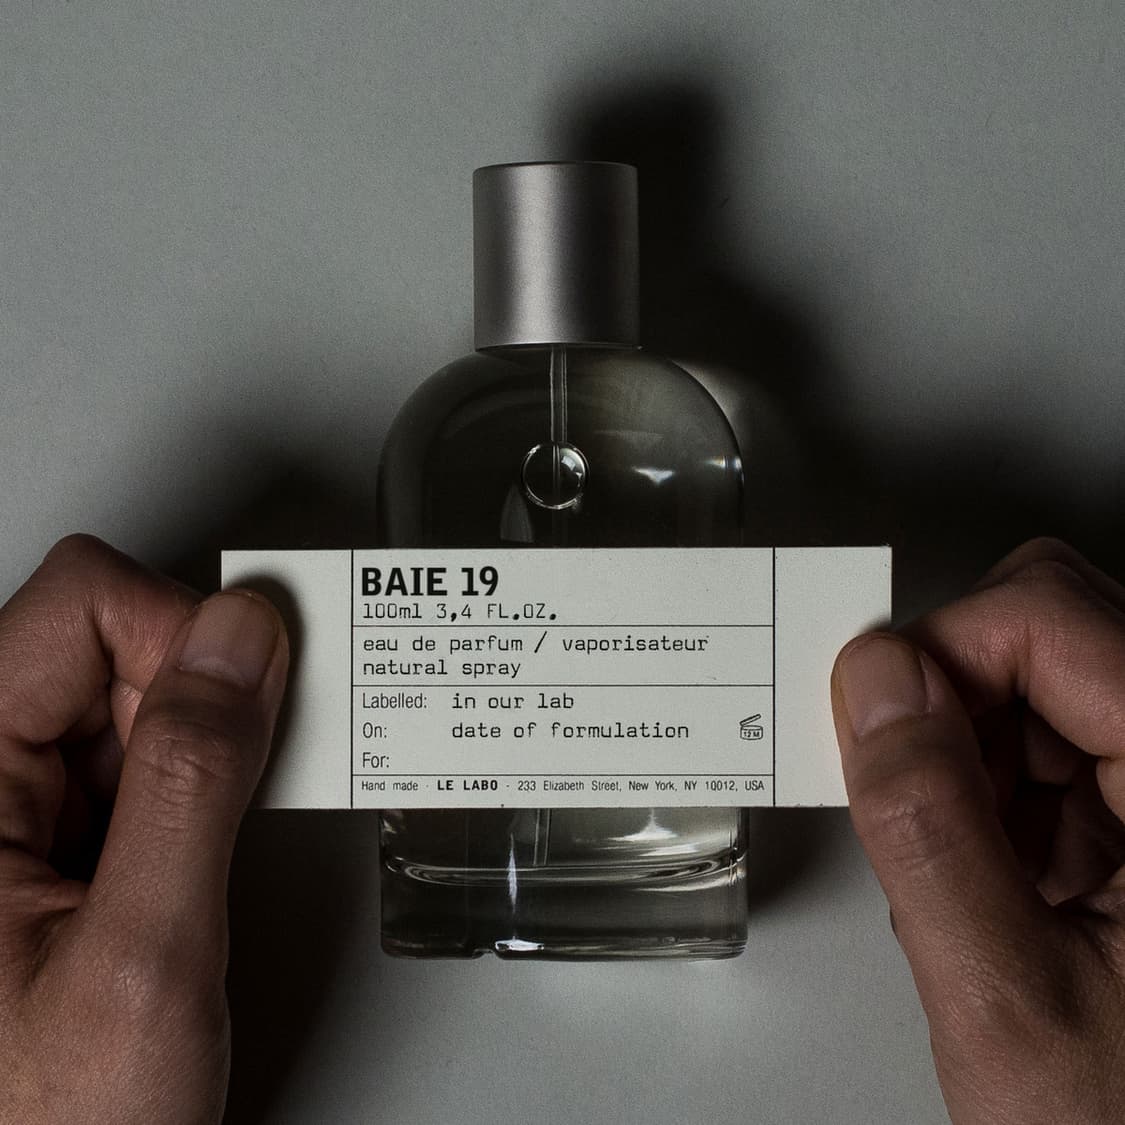 BAIE 19
100ml 3,4 FL.OZ.
eau de parfum / vaporisateur
natural spray
Labelled: in our lab
On: date of formulation
12 M
For:
Hand made · LE LABO · 233 Elizabeth Street, New York, NY 10012, USA